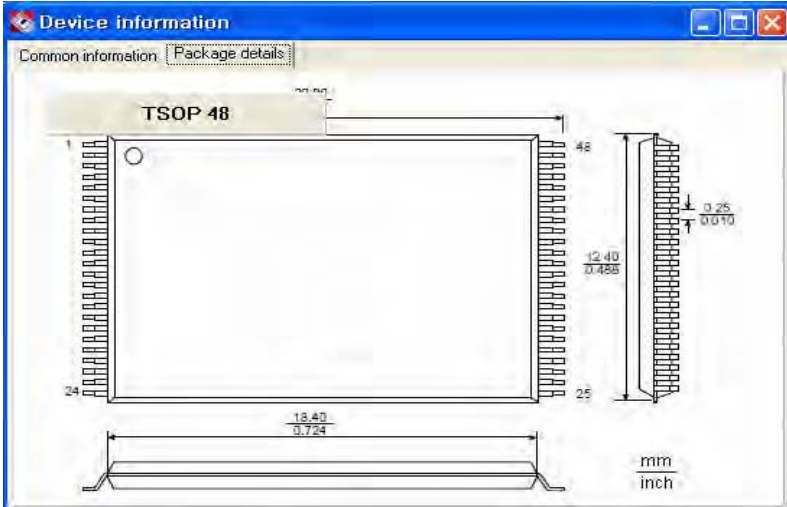 Device information
Common information Package details
TSOP 48
1
48
0.25
0.010
12.40
0.488
24
25
18.40
0.724
mm
inch